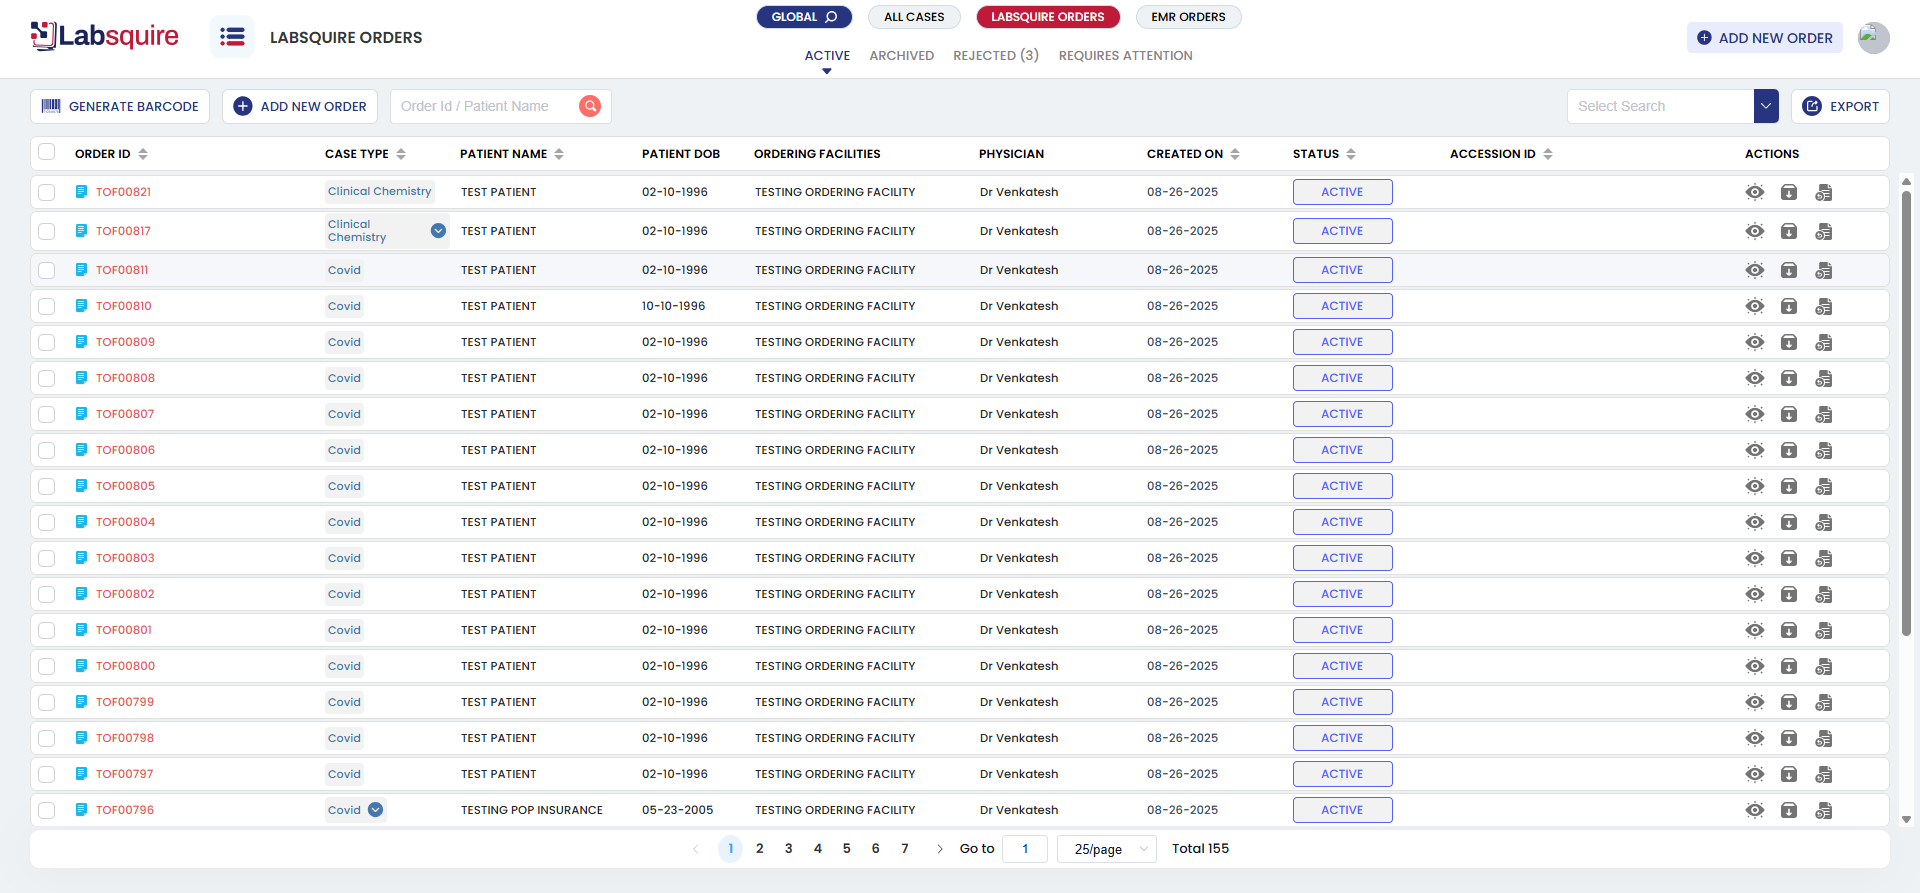 Labsquire
LABSQUIRE ORDERS
GLOBAL
ALL CASES
LABSQUIRE ORDERS
EMR ORDERS
ACTIVE
ARCHIVED
REJECTED (3)
REQUIRES ATTENTION
ADD NEW ORDER
GENERATE BARCODE
ADD NEW ORDER
Order Id / Patient Name
Select Search
EXPORT
ORDER ID CASE TYPE PATIENT NAME PATIENT DOB ORDERING FACILITIES PHYSICIAN CREATED ON STATUS ACCESSION ID ACTIONS
TOF00821 Clinical Chemistry TEST PATIENT 02-10-1996 TESTING ORDERING FACILITY Dr Venkatesh 08-26-2025 ACTIVE
TOF00817 Clinical Chemistry TEST PATIENT 02-10-1996 TESTING ORDERING FACILITY Dr Venkatesh 08-26-2025 ACTIVE
TOF00811 Covid TEST PATIENT 02-10-1996 TESTING ORDERING FACILITY Dr Venkatesh 08-26-2025 ACTIVE
TOF00810 Covid TEST PATIENT 10-10-1996 TESTING ORDERING FACILITY Dr Venkatesh 08-26-2025 ACTIVE
TOF00809 Covid TEST PATIENT 02-10-1996 TESTING ORDERING FACILITY Dr Venkatesh 08-26-2025 ACTIVE
TOF00808 Covid TEST PATIENT 02-10-1996 TESTING ORDERING FACILITY Dr Venkatesh 08-26-2025 ACTIVE
TOF00807 Covid TEST PATIENT 02-10-1996 TESTING ORDERING FACILITY Dr Venkatesh 08-26-2025 ACTIVE
TOF00806 Covid TEST PATIENT 02-10-1996 TESTING ORDERING FACILITY Dr Venkatesh 08-26-2025 ACTIVE
TOF00805 Covid TEST PATIENT 02-10-1996 TESTING ORDERING FACILITY Dr Venkatesh 08-26-2025 ACTIVE
TOF00804 Covid TEST PATIENT 02-10-1996 TESTING ORDERING FACILITY Dr Venkatesh 08-26-2025 ACTIVE
TOF00803 Covid TEST PATIENT 02-10-1996 TESTING ORDERING FACILITY Dr Venkatesh 08-26-2025 ACTIVE
TOF00802 Covid TEST PATIENT 02-10-1996 TESTING ORDERING FACILITY Dr Venkatesh 08-26-2025 ACTIVE
TOF00801 Covid TEST PATIENT 02-10-1996 TESTING ORDERING FACILITY Dr Venkatesh 08-26-2025 ACTIVE
TOF00800 Covid TEST PATIENT 02-10-1996 TESTING ORDERING FACILITY Dr Venkatesh 08-26-2025 ACTIVE
TOF00799 Covid TEST PATIENT 02-10-1996 TESTING ORDERING FACILITY Dr Venkatesh 08-26-2025 ACTIVE
TOF00798 Covid TEST PATIENT 02-10-1996 TESTING ORDERING FACILITY Dr Venkatesh 08-26-2025 ACTIVE
TOF00797 Covid TEST PATIENT 02-10-1996 TESTING ORDERING FACILITY Dr Venkatesh 08-26-2025 ACTIVE
TOF00796 Covid TESTING POP INSURANCE 05-23-2005 TESTING ORDERING FACILITY Dr Venkatesh 08-26-2025 ACTIVE
1 2 3 4 5 6 7 Go to 1 25/page Total 155